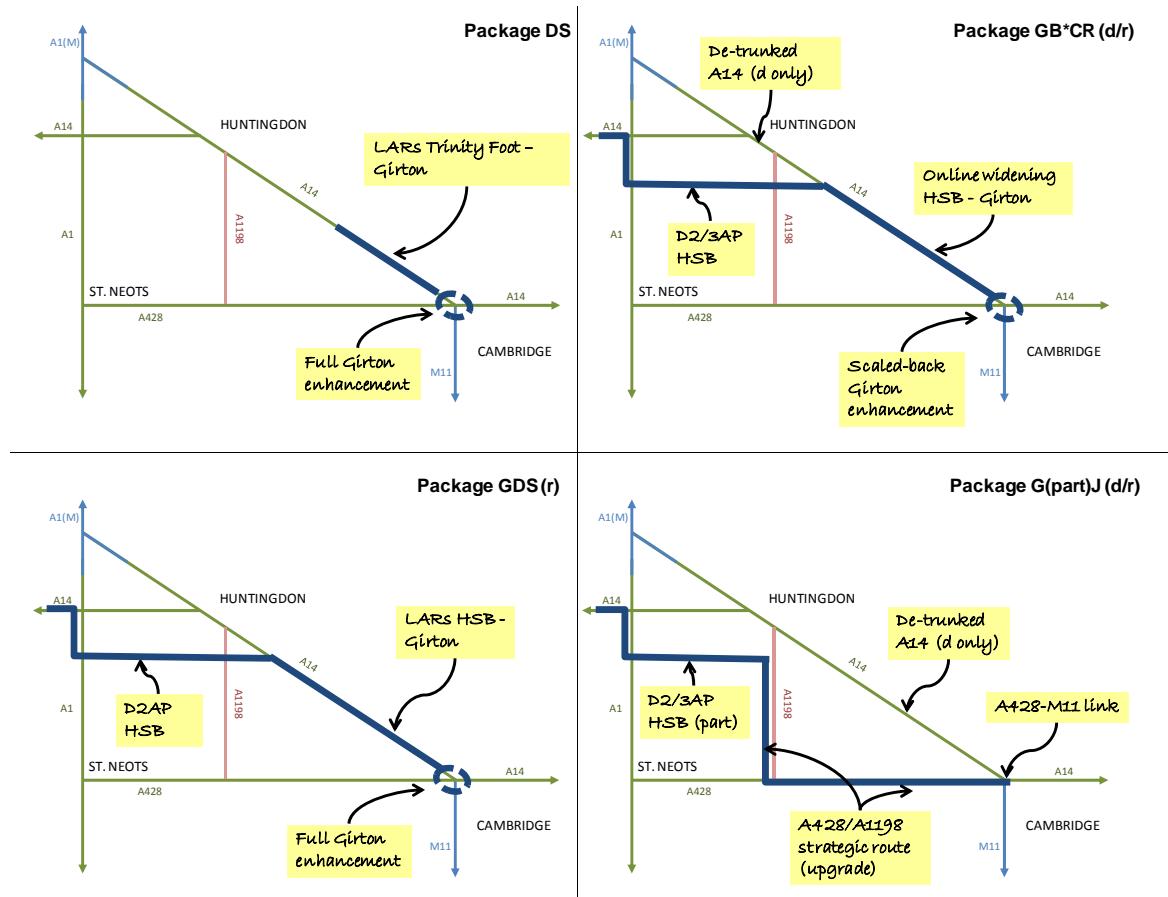 Package DS
A1(M)
A14
HUNTINGDON
LARs Trinity Foot –
Girton
A14
A1198
A1
ST. NEOTS
A428
A14
CAMBRIDGE
M11
Full Girton
enhancement
Package GB*CR (d/r)
A1(M)
De-trunked
A14 (d only)
A14
HUNTINGDON
A14
Online widening
HSB - Girton
A1198
A1
D2/3AP
HSB
ST. NEOTS
A428
A14
CAMBRIDGE
M11
Scaled-back
Girton
enhancement
Package GDS (r)
A1(M)
A14
HUNTINGDON
LARs HSB -
Girton
A14
A1198
A1
D2AP
HSB
ST. NEOTS
A428
A14
CAMBRIDGE
M11
Full Girton
enhancement
Package G(part)J (d/r)
A1(M)
A14
HUNTINGDON
De-trunked
A14 (d only)
A14
A1198
A1
D2/3AP
HSB (part)
A428-M11 link
ST. NEOTS
A428
A14
CAMBRIDGE
M11
A428/A1198
strategic route
(upgrade)